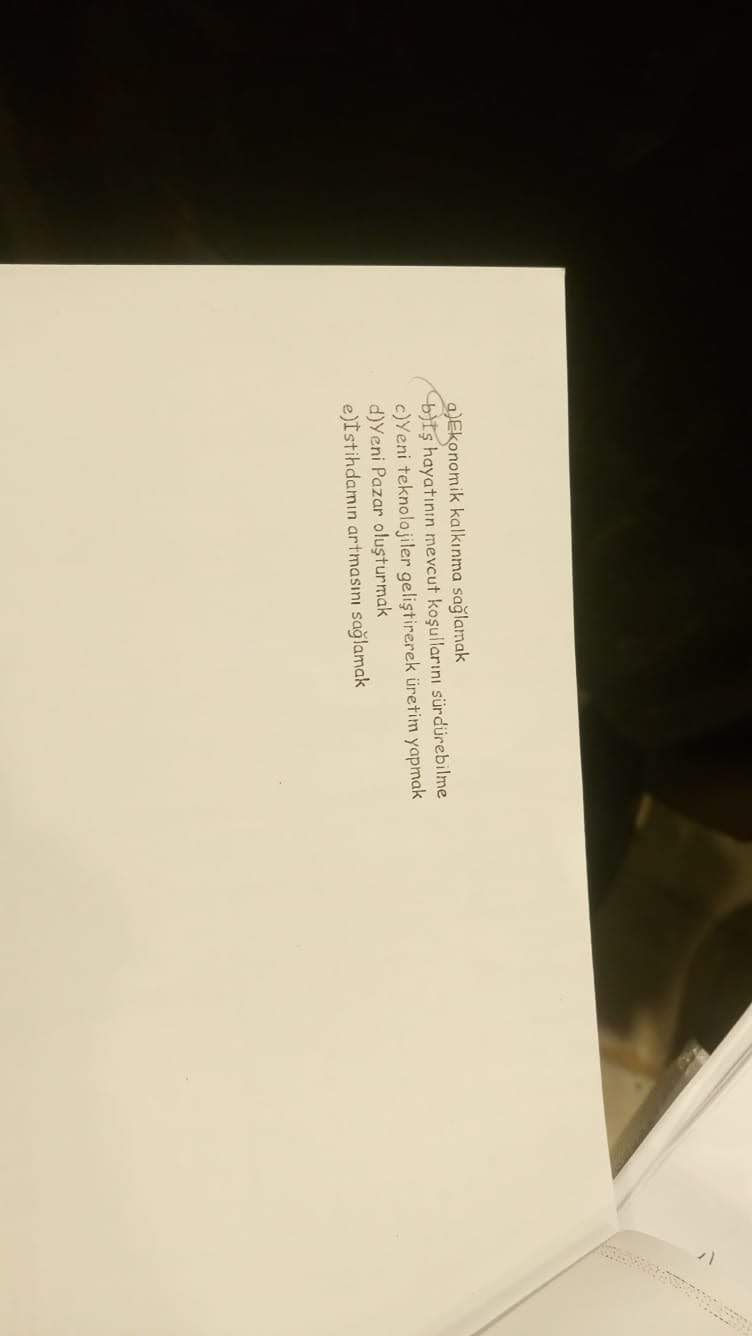 a)Ekonomik kalkınma sağlamak
b)İş hayatının mevcut koşullarını sürdürebilme
c)Yeni teknolojiler geliştirerek üretim yapmak
d)Yeni Pazar oluşturmak
e)İstihdamın artmasını sağlamak